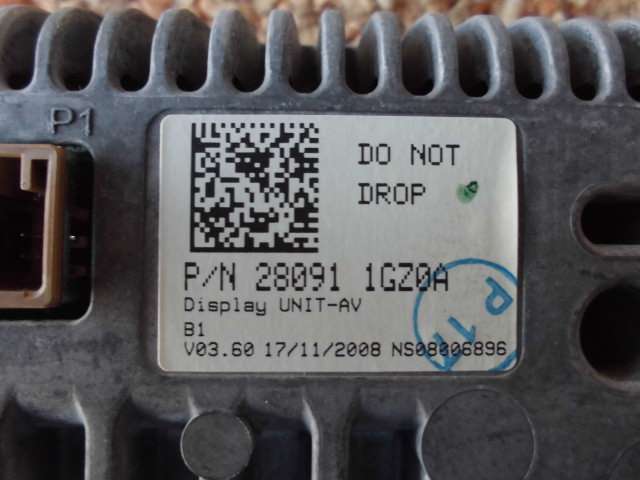 P1
DO NOT
DROP
P/N 28091 1GZ0A
Display UNIT-AV
B1
V03.60 17/11/2008 NS08006896